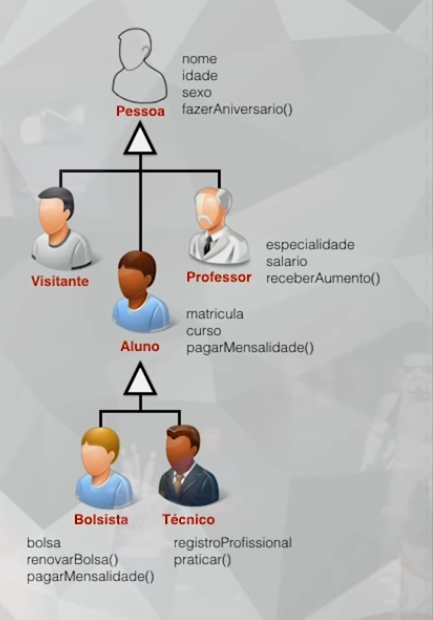 nome
idade
sexo
Pessoa
fazerAniversario()
Visitante
Professor
especialidade
salario
receberAumento()
Aluno
matricula
curso
pagarMensalidade()
Bolsista
Técnico
bolsa
renovarBolsa()
pagarMensalidade()
registroProfissional
praticar()